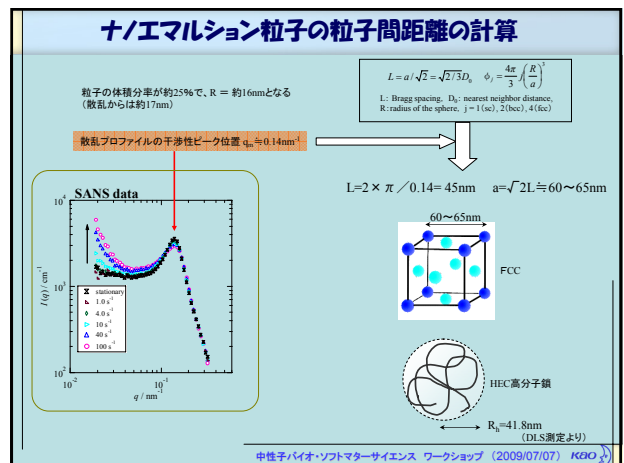 ナノエマルション粒子の粒子間距離の計算
粒子の体積分率が約25%で、R = 約16nmとなる
(散乱からは約17nm)
L = a/√2 = √2/3D₀  φⱼ = 4π/3 j(R/a)³
L: Bragg spacing, D₀: nearest neighbor distance,
R:radius of the sphere, j = 1(sc), 2(bcc), 4(fcc)
散乱プロファイルの干渉性ピーク位置 qₘ≒0.14nm⁻¹
L=2×π/0.14= 45nm a=√2L≒60~65nm
SANS data
10⁴
10³
10²
I(q) / cm⁻¹
stationary
1.0 s⁻¹
4.0 s⁻¹
10 s⁻¹
40 s⁻¹
100 s⁻¹
10⁻² 10⁻¹
q / nm⁻¹
60~65nm
FCC
HEC高分子鎖
Rₕ=41.8nm
(DLS測定より)
中性子バイオ・ソフトマターサイエンス ワークショップ (2009/07/07) KAO